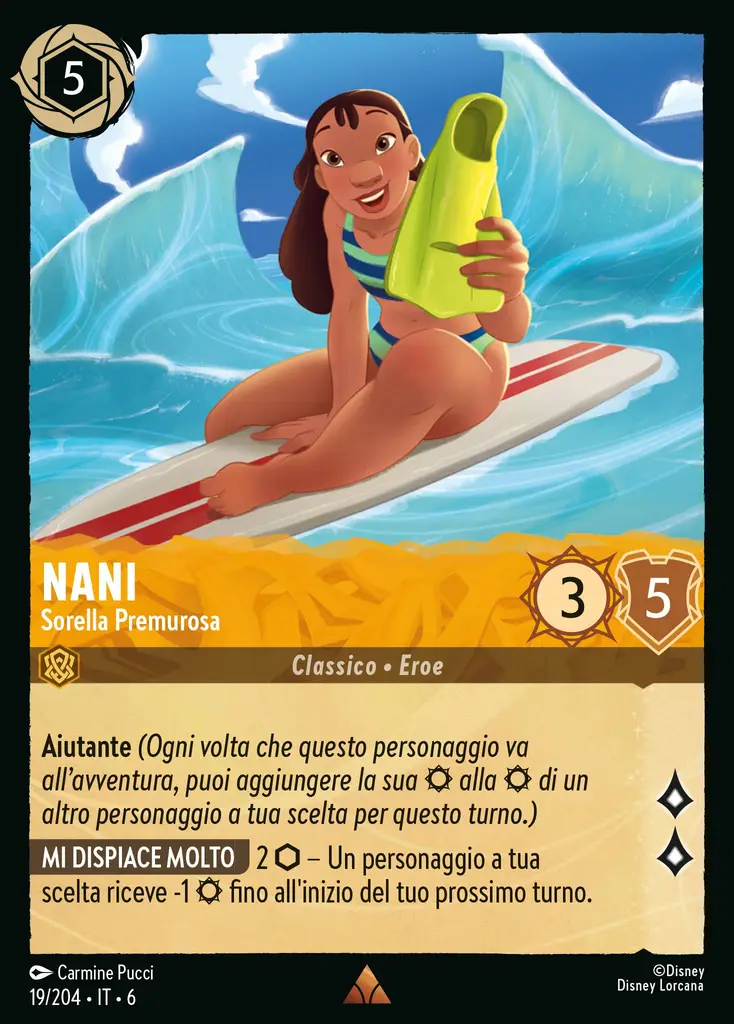 5
NANI
Sorella Premurosa
3
5
Classico • Eroe
Aiutante (Ogni volta che questo personaggio va
all’avventura, puoi aggiungere la sua alla di un
altro personaggio a tua scelta per questo turno.)
MI DISPIACE MOLTO 2 – Un personaggio a tua
scelta riceve -1 fino all'inizio del tuo prossimo turno.
Carmine Pucci
19/204 • IT • 6
©Disney
Disney Lorcana